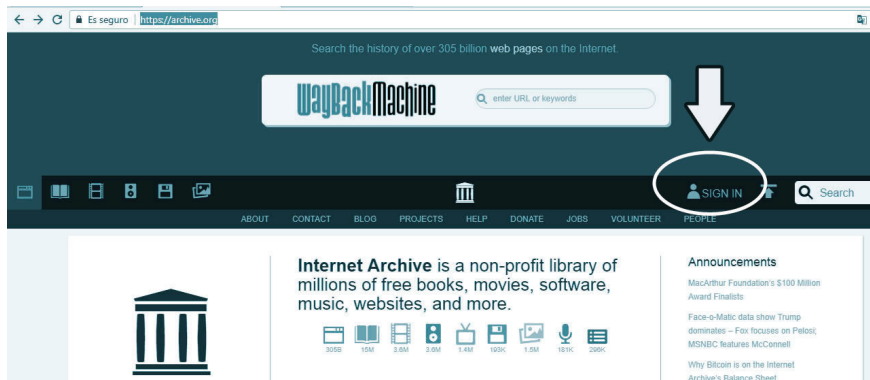 Es seguro https://archive.org
Search the history of over 305 billion web pages on the Internet.
WayBackMachine
enter URL or keywords
SIGN IN
Search
ABOUT CONTACT BLOG PROJECTS HELP DONATE JOBS VOLUNTEER PEOPLE
Internet Archive is a non-profit library of
millions of free books, movies, software,
music, websites, and more.
305B 15M 3.6M 3.6M 1.4M 193K 1.5M 181K 296K
Announcements
MacArthur Foundation's $100 Million
Award Finalists
Face-o-Matic data show Trump
dominates – Fox focuses on Pelosi;
MSNBC features McConnell
Why Bitcoin is on the Internet
Archive's Balance Sheet